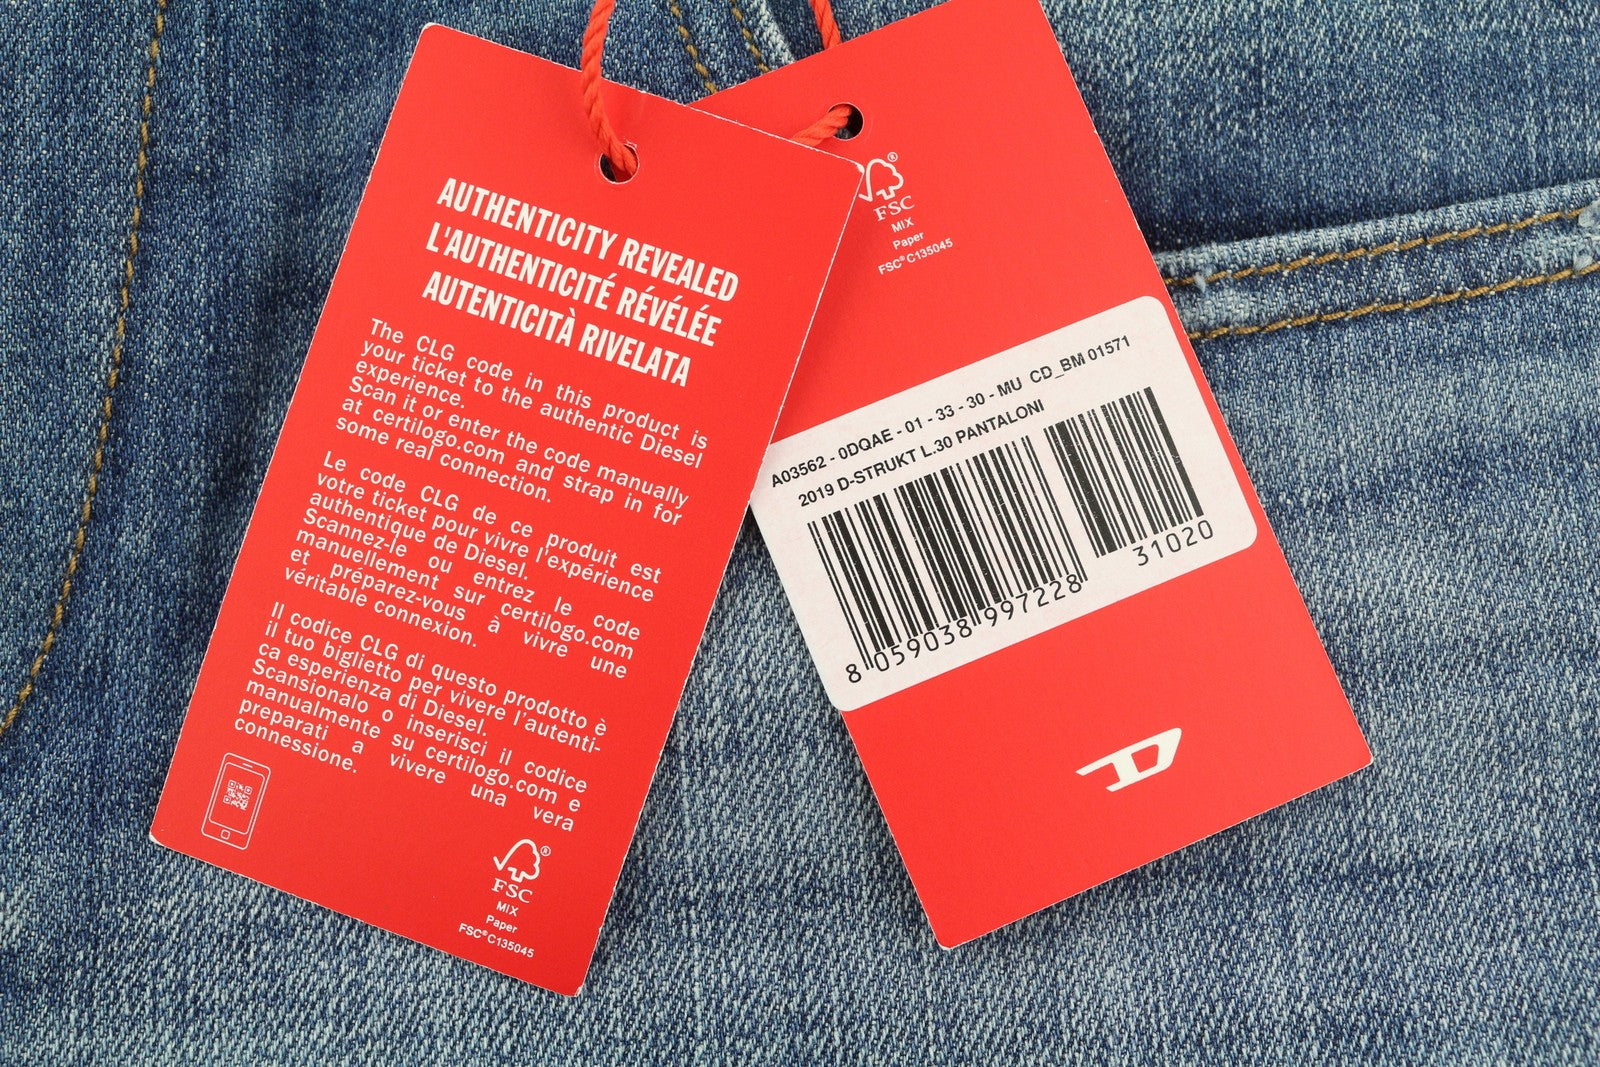 AUTHENTICITY REVEALED
L'AUTHENTICITÉ RÉVÉLÉE
AUTENTICITÀ RIVELATA
The CLG code in this product is
your ticket to the authentic Diesel
experience.
Scan it or enter the code manually
at certilogo.com and strap in for
some real connection.
Le code CLG de ce produit est
votre ticket pour vivre l'expérience
authentique de Diesel.
Scannez-le ou entrez le code
manuellement sur certilogo.com
et préparez-vous à vivre une
véritable connexion.
Il codice CLG di questo prodotto è
il tuo biglietto per vivere l'autenti-
ca esperienza di Diesel.
Scansionalo o inserisci il codice
manualmente su certilogo.com e
preparati a vivere una vera
connessione.
FSC®
MIX
Paper
FSC® C135045
FSC®
MIX
Paper
FSC® C135045
A03562 - 0DQAE - 01 - 33 - 30 - MU CD_BM 01571
2019 D-STRUKT L.30 PANTALONI
8 059038 997228
31020
D